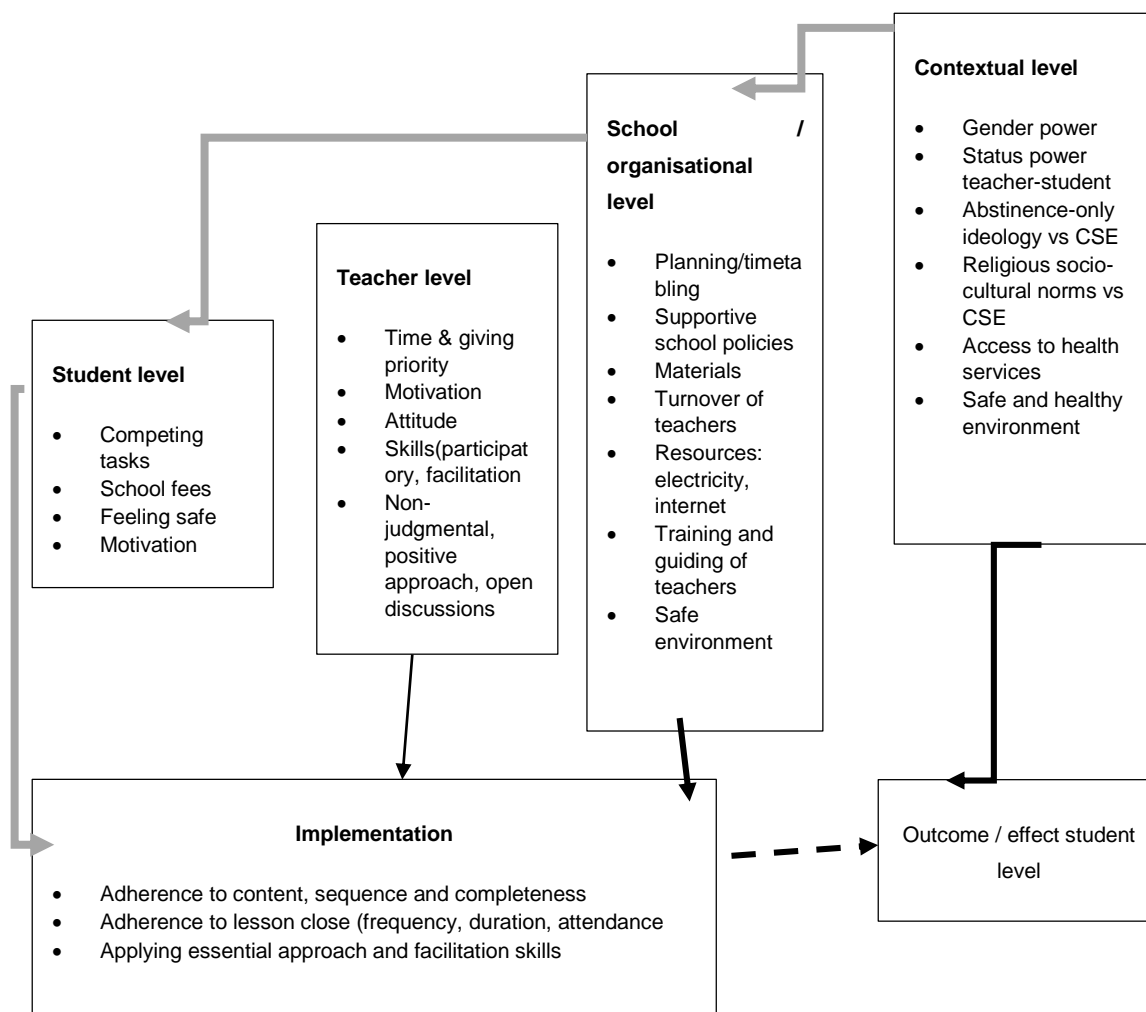 Contextual level
• Gender power
• Status power
teacher-student
• Abstinence-only
ideology vs CSE
• Religious socio-
cultural norms vs
CSE
• Access to health
services
• Safe and healthy
environment
School /
organisational
level
• Planning/timeta
bling
• Supportive
school policies
• Materials
• Turnover of
teachers
• Resources:
electricity,
internet
• Training and
guiding of
teachers
• Safe
environment
Teacher level
• Time & giving
priority
• Motivation
• Attitude
• Skills(participat
ory, facilitation
• Non-
judgmental,
positive
approach, open
discussions
Student level
• Competing
tasks
• School fees
• Feeling safe
• Motivation
Implementation
• Adherence to content, sequence and completeness
• Adherence to lesson close (frequency, duration, attendance
• Applying essential approach and facilitation skills
Outcome / effect student
level